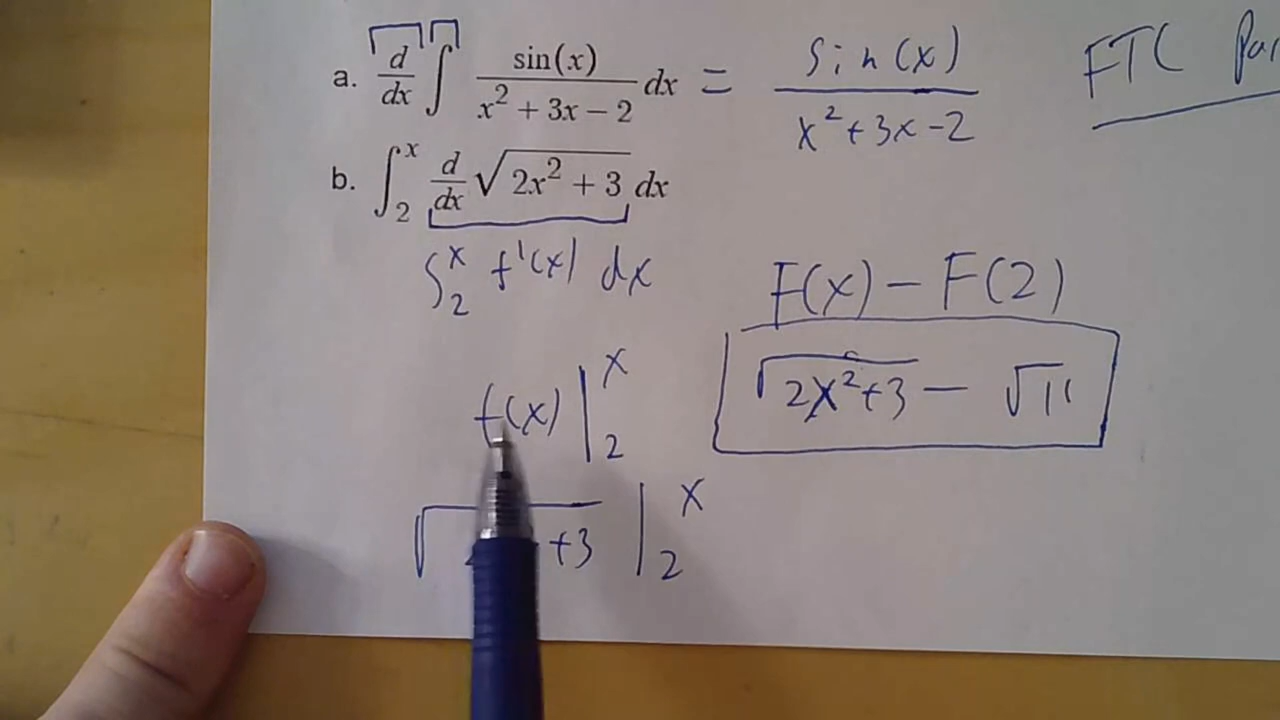 a. d/dx ∫ sin(x)/(x² + 3x − 2) dx = sin(x)/(x²+3x-2)
FTC Par
b. ∫₂ˣ d/dx √(2x² + 3) dx
∫₂ˣ f'(x) dx
F(x) − F(2)
√(2x²+3) − √11
f(x) |₂ˣ
+3 |₂ˣ